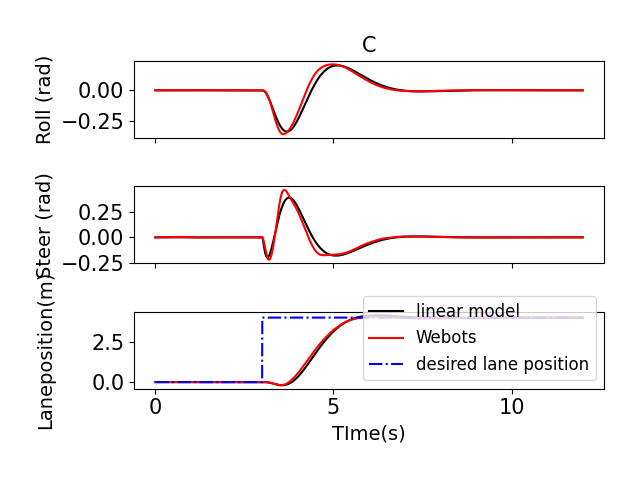 C
Roll (rad)
0.00
−0.25
Steer (rad)
0.25
0.00
−0.25
Laneposition(m)
2.5
0.0
linear model
Webots
desired lane position
0
5
10
TIme(s)